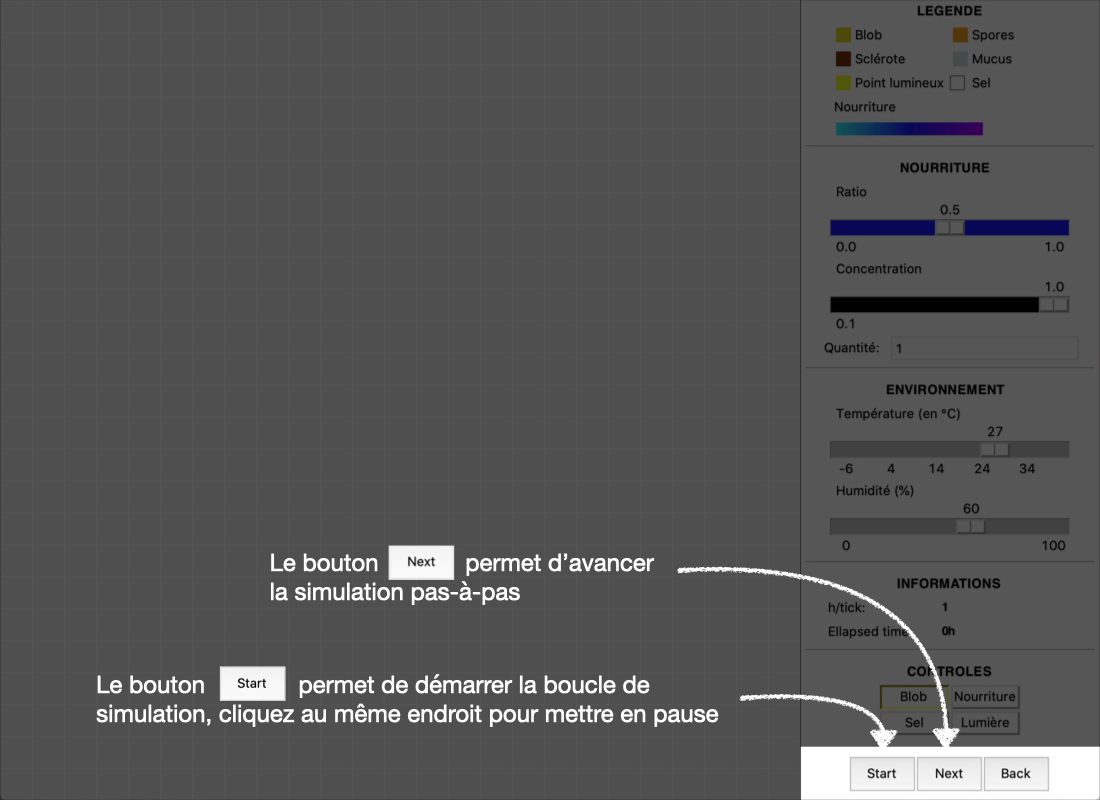 LEGENDE
Blob
Spores
Sclérote
Mucus
Point lumineux
Sel
Nourriture
NOURRITURE
Ratio
0.5
0.0
1.0
Concentration
1.0
0.1
Quantité:
1
ENVIRONNEMENT
Température (en °C)
27
-6
4
14
24
34
Humidité (%)
60
0
100
Le bouton Next permet d'avancer
la simulation pas-à-pas
INFORMATIONS
h/tick:
1
Ellapsed time
0h
Le bouton Start permet de démarrer la boucle de
simulation, cliquez au même endroit pour mettre en pause
CONTROLES
Blob
Nourriture
Sel
Lumière
Start
Next
Back